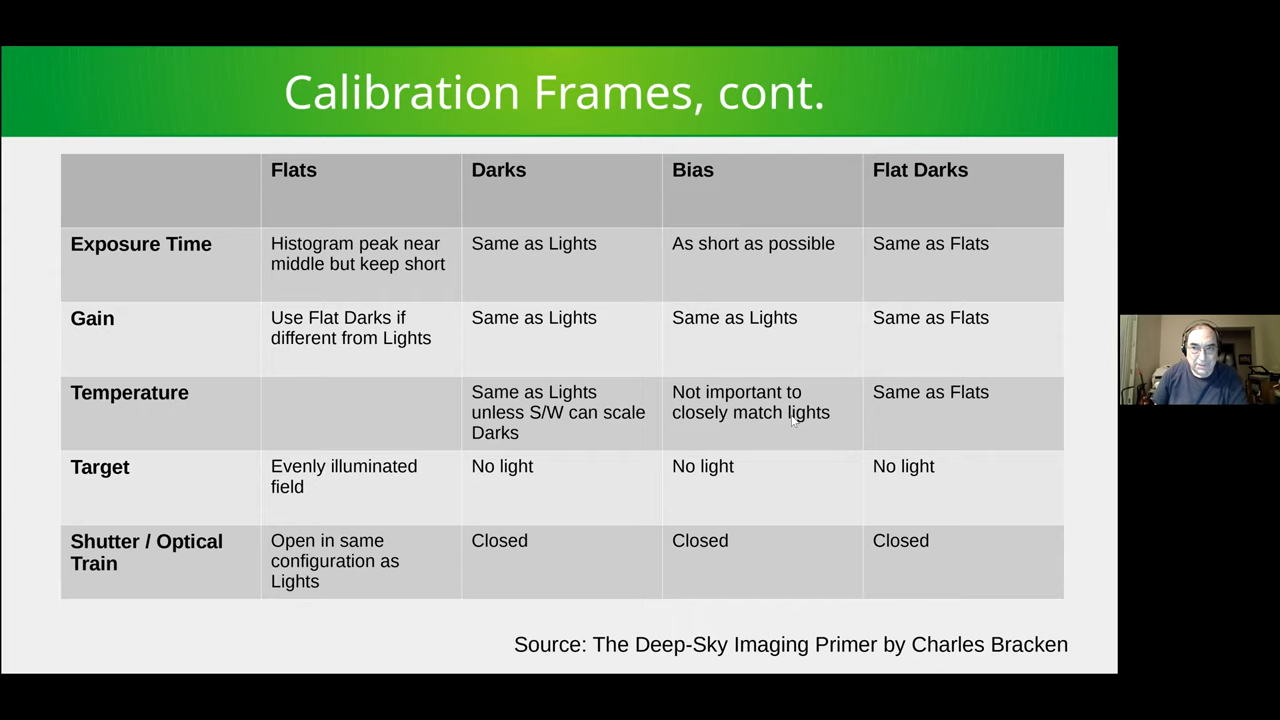 Calibration Frames, cont.
Flats Darks Bias Flat Darks
Exposure Time
Histogram peak near
middle but keep short
Same as Lights
As short as possible
Same as Flats
Gain
Use Flat Darks if
different from Lights
Same as Lights
Same as Lights
Same as Flats
Temperature
Same as Lights
unless S/W can scale
Darks
Not important to
closely match lights
Same as Flats
Target
Evenly illuminated
field
No light
No light
No light
Shutter / Optical
Train
Open in same
configuration as
Lights
Closed
Closed
Closed
Source: The Deep-Sky Imaging Primer by Charles Bracken